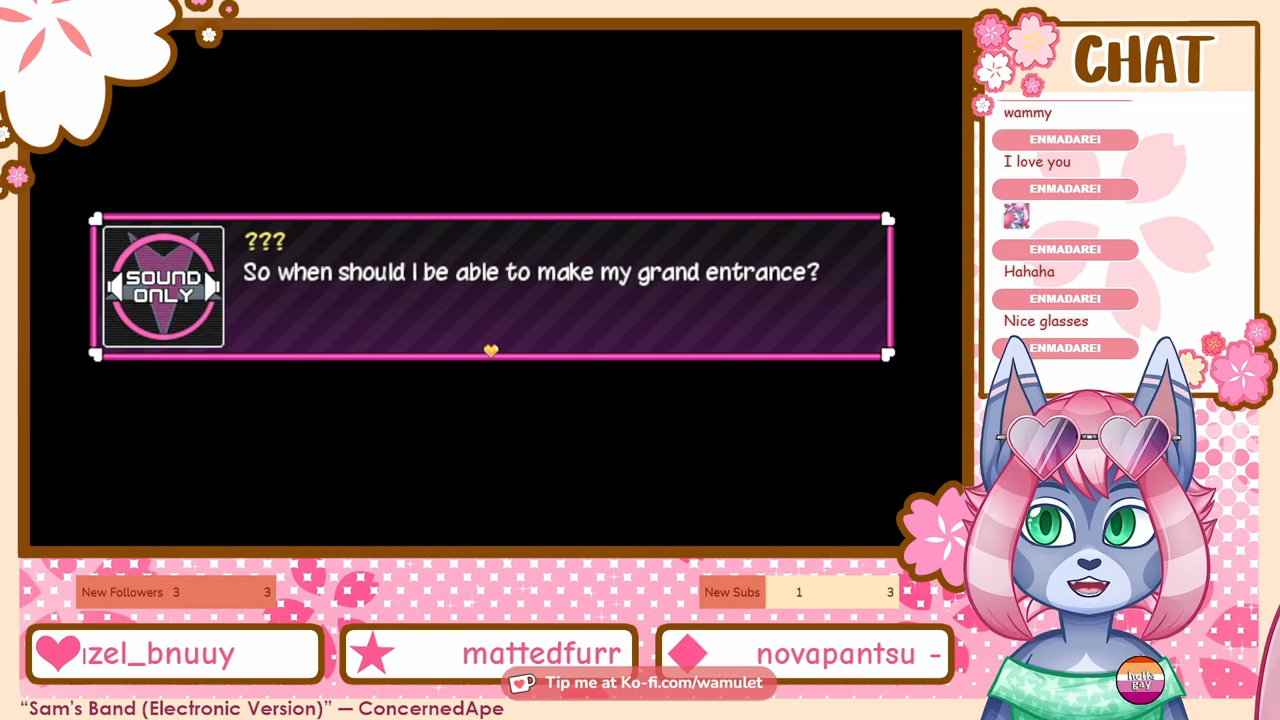 CHAT
wammy
ENMADAREI
I love you
ENMADAREI
ENMADAREI
Hahaha
ENMADAREI
Nice glasses
ENMADAREI
SOUND
ONLY
???
So when should I be able to make my grand entrance?
New Followers 3 3
New Subs 1 3
zel_bnuuy
mattedfurr
novapantsu -
Tip me at Ko-fi.com/wamulet
hella
gay
“Sam's Band (Electronic Version)” — ConcernedApe